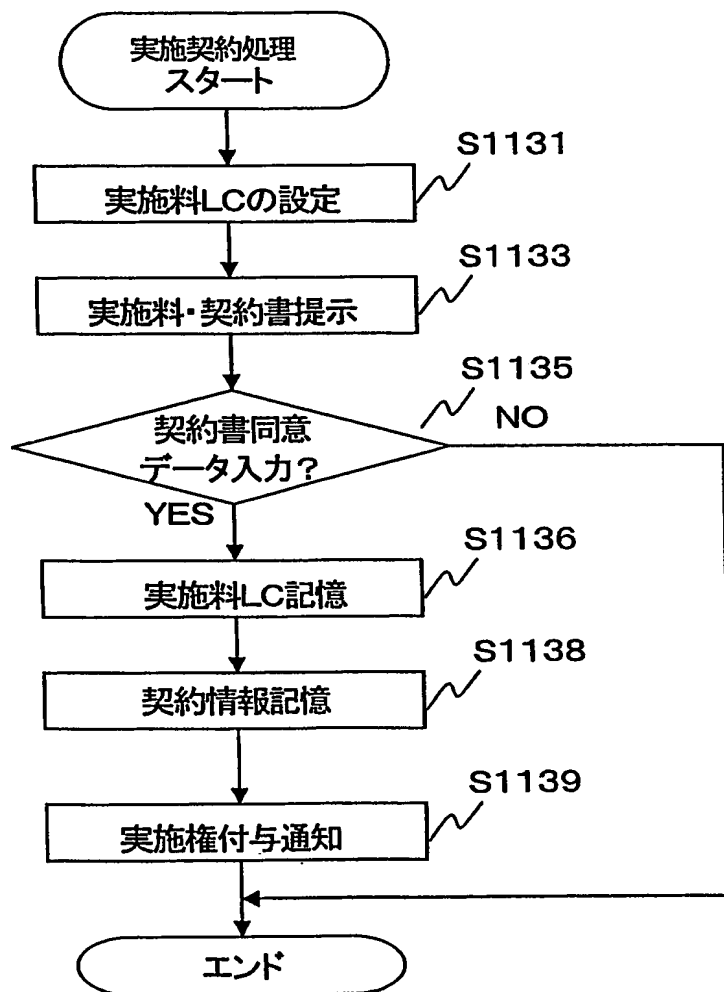 実施契約処理
スタート
S1131
実施料LCの設定
S1133
実施料・契約書提示
S1135
契約書同意
データ入力?
NO
YES
S1136
実施料LC記憶
S1138
契約情報記憶
S1139
実施権付与通知
エンド